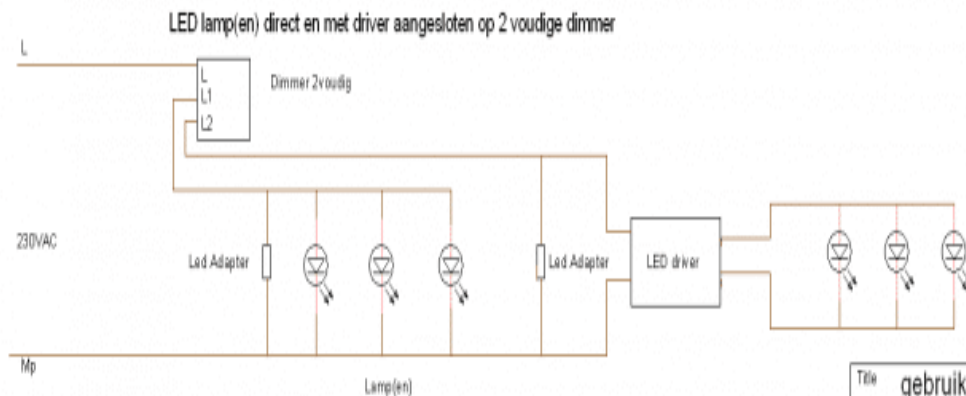 LED lamp(en) direct en met driver aangesloten op 2 voudige dimmer
L
L
Dimmer 2voudig
L1
L2
230VAC
Led Adapter
Led Adapter
LED driver
Mp
Lamp(en)
Title gebruik